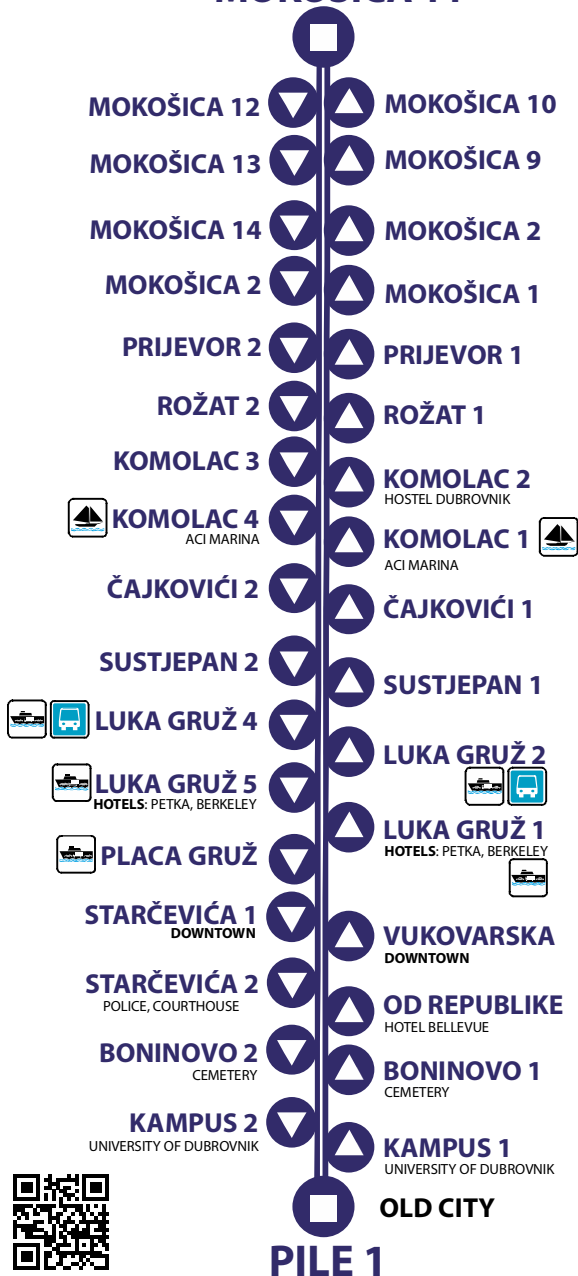 MOKOŠICA
MOKOŠICA 12
MOKOŠICA 10
MOKOŠICA 13
MOKOŠICA 9
MOKOŠICA 14
MOKOŠICA 2
MOKOŠICA 2
MOKOŠICA 1
PRIJEVOR 2
PRIJEVOR 1
ROŽAT 2
ROŽAT 1
KOMOLAC 3
KOMOLAC 2
HOSTEL DUBROVNIK
KOMOLAC 4
ACI MARINA
KOMOLAC 1
ACI MARINA
ČAJKOVIĆI 2
ČAJKOVIĆI 1
SUSTJEPAN 2
SUSTJEPAN 1
LUKA GRUŽ 4
LUKA GRUŽ 2
LUKA GRUŽ 5
HOTELS: PETKA, BERKELEY
LUKA GRUŽ 1
HOTELS: PETKA, BERKELEY
PLACA GRUŽ
STARČEVIĆA 1
DOWNTOWN
VUKOVARSKA
DOWNTOWN
STARČEVIĆA 2
POLICE, COURTHOUSE
OD REPUBLIKE
HOTEL BELLEVUE
BONINOVO 2
CEMETERY
BONINOVO 1
CEMETERY
KAMPUS 2
UNIVERSITY OF DUBROVNIK
KAMPUS 1
UNIVERSITY OF DUBROVNIK
OLD CITY
PILE 1